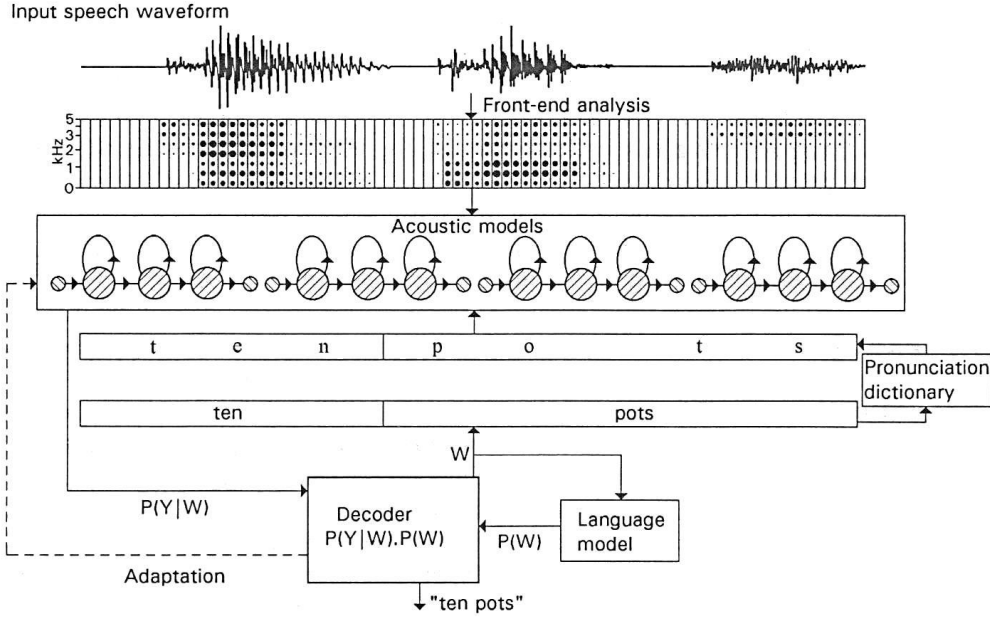 Input speech waveform
Front-end analysis
5
3
2
1
0
kHz
Acoustic models
t e n p o t s
Pronunciation
dictionary
ten pots
W
P(Y|W)
Decoder
P(Y|W).P(W)
P(W)
Language
model
Adaptation
"ten pots"